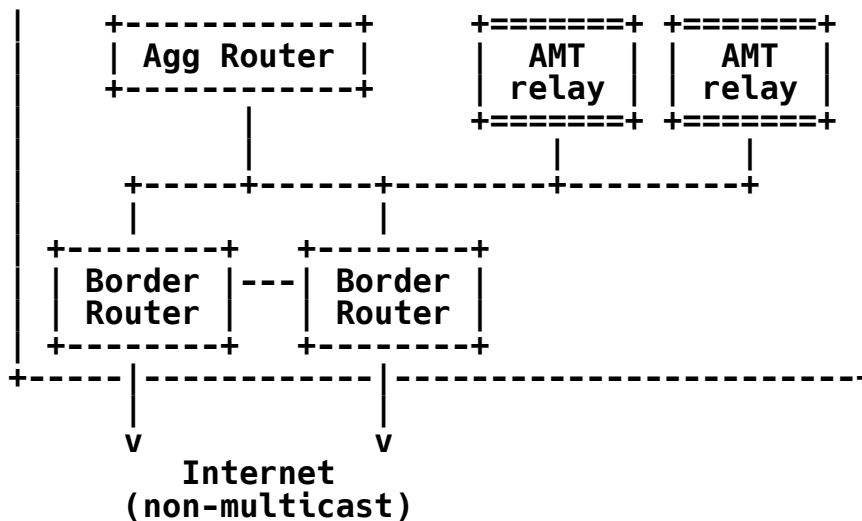 |     +------------+       +=======+ +=======+
|     | Agg Router |       |  AMT  | |  AMT  |
|     +------------+       | relay | | relay |
|            |             +=======+ +=======+
|            |                 |         |
|      +-----+------+----------+---------+
|      |            |
|  +--------+   +--------+
|  | Border |---| Border |
|  | Router |   | Router |
|  +--------+   +--------+
+-----|------------|------------------------
      |            |
      v            v
         Internet
      (non-multicast)